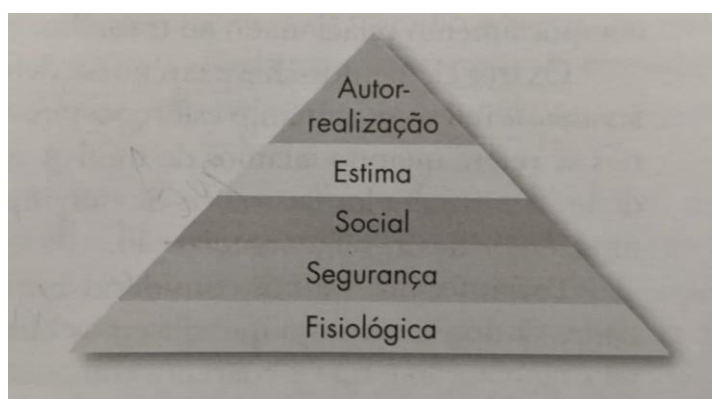 Autor-
realização
Estima
Social
Segurança
Fisiológica